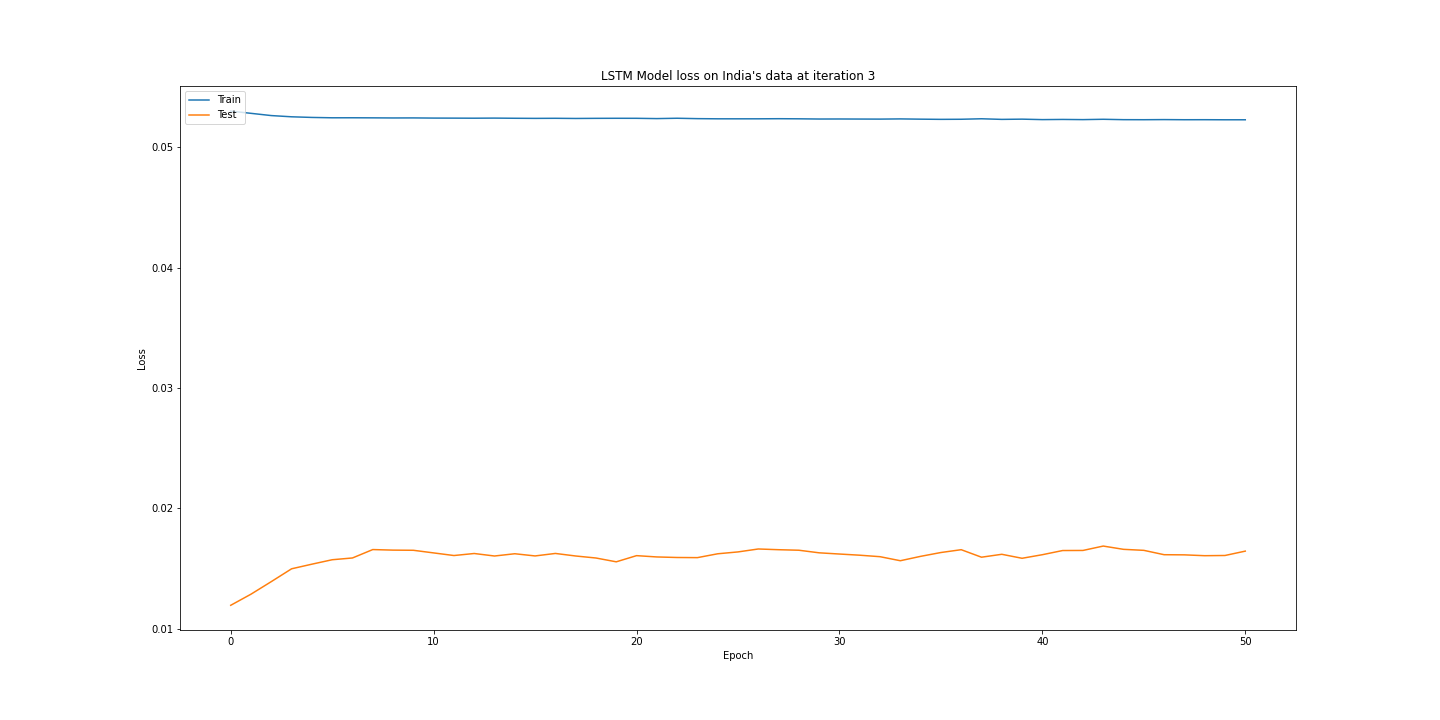 LSTM Model loss on India's data at iteration 3
Train
Test
0.05
0.04
0.03
0.02
0.01
Loss
0 10 20 30 40 50
Epoch